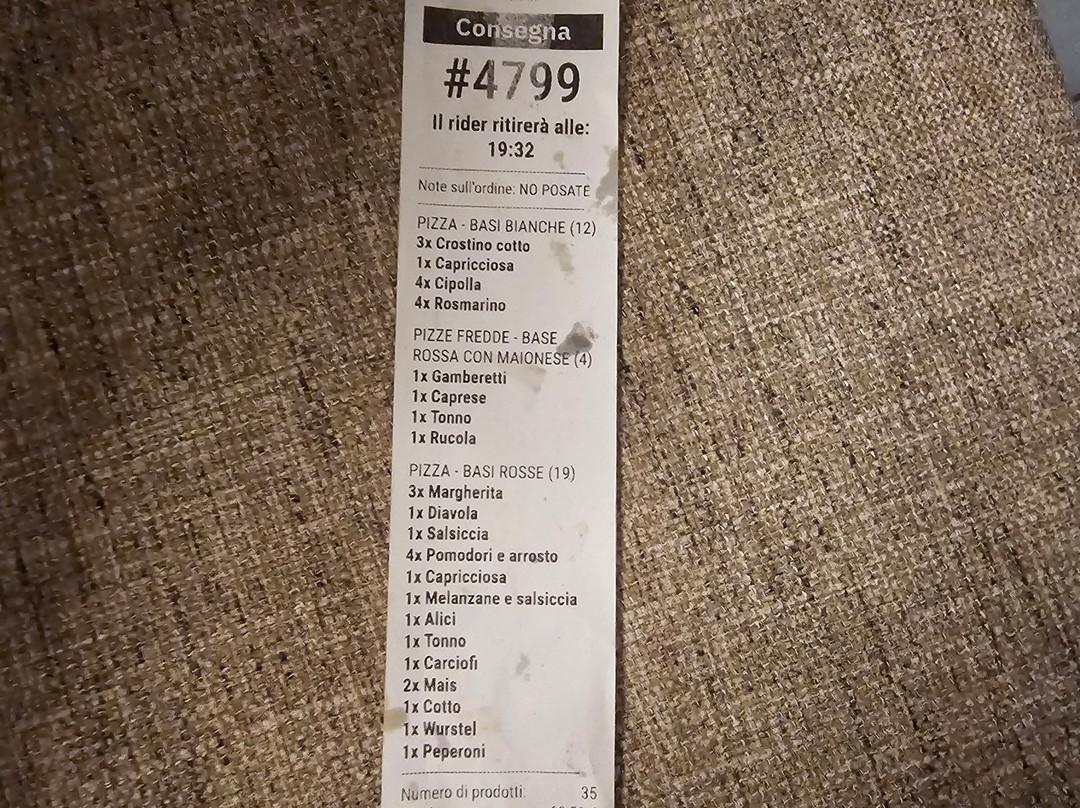 Consegna
#4799
Il rider ritirerà alle:
19:32
Note sull'ordine: NO POSATE
PIZZA - BASI BIANCHE (12)
3x Crostino cotto
1x Capricciosa
4x Cipolla
4x Rosmarino
PIZZE FREDDE - BASE
ROSSA CON MAIONESE (4)
1x Gamberetti
1x Caprese
1x Tonno
1x Rucola
PIZZA - BASI ROSSE (19)
3x Margherita
1x Diavola
1x Salsiccia
4x Pomodori e arrosto
1x Capricciosa
1x Melanzane e salsiccia
1x Alici
1x Tonno
1x Carciofi
2x Mais
1x Cotto
1x Wurstel
1x Peperoni
Numero di prodotti: 35